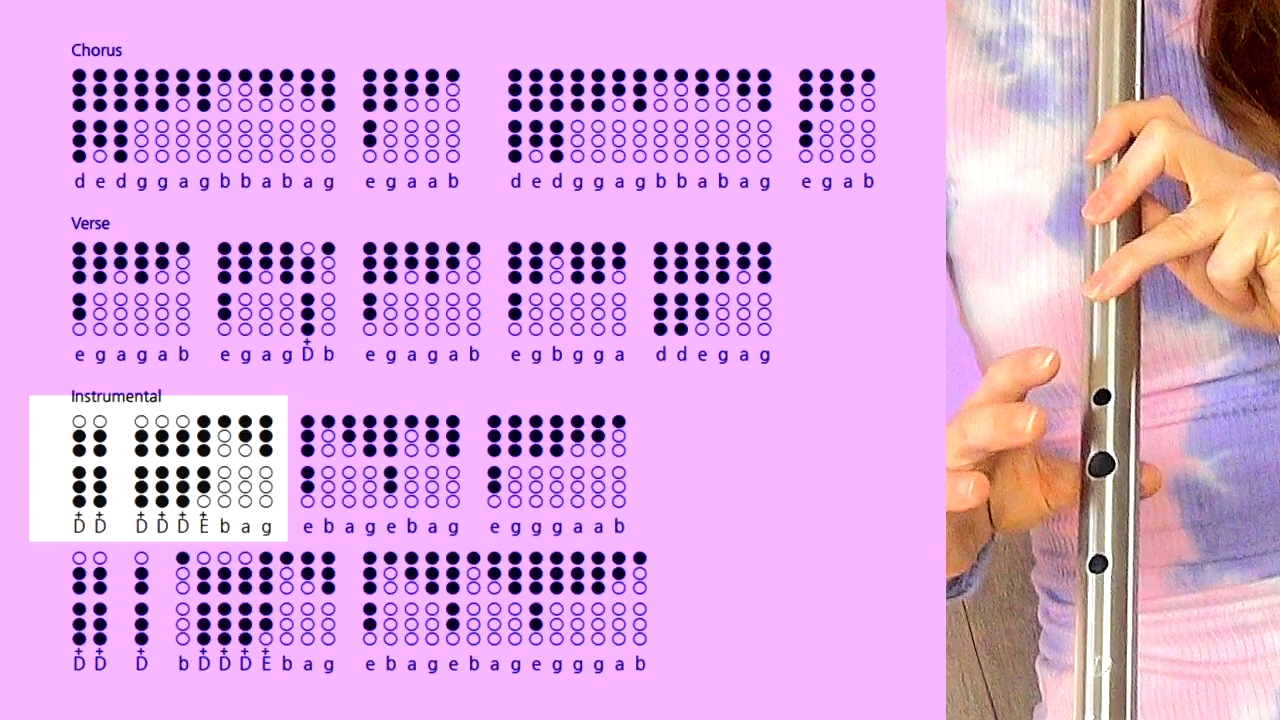 Chorus
d e d g g a g b b a b a g e g a a b d e d g g a g b b a b a g e g a b
Verse
e g a g a b e g a g D b e g a g a b e g b g g a d d e g a g
Instrumental
D D D D D E b a g e b a g e b a g e g g g a a b
D D D b D D D E b a g e b a g e b a g e g g g a b